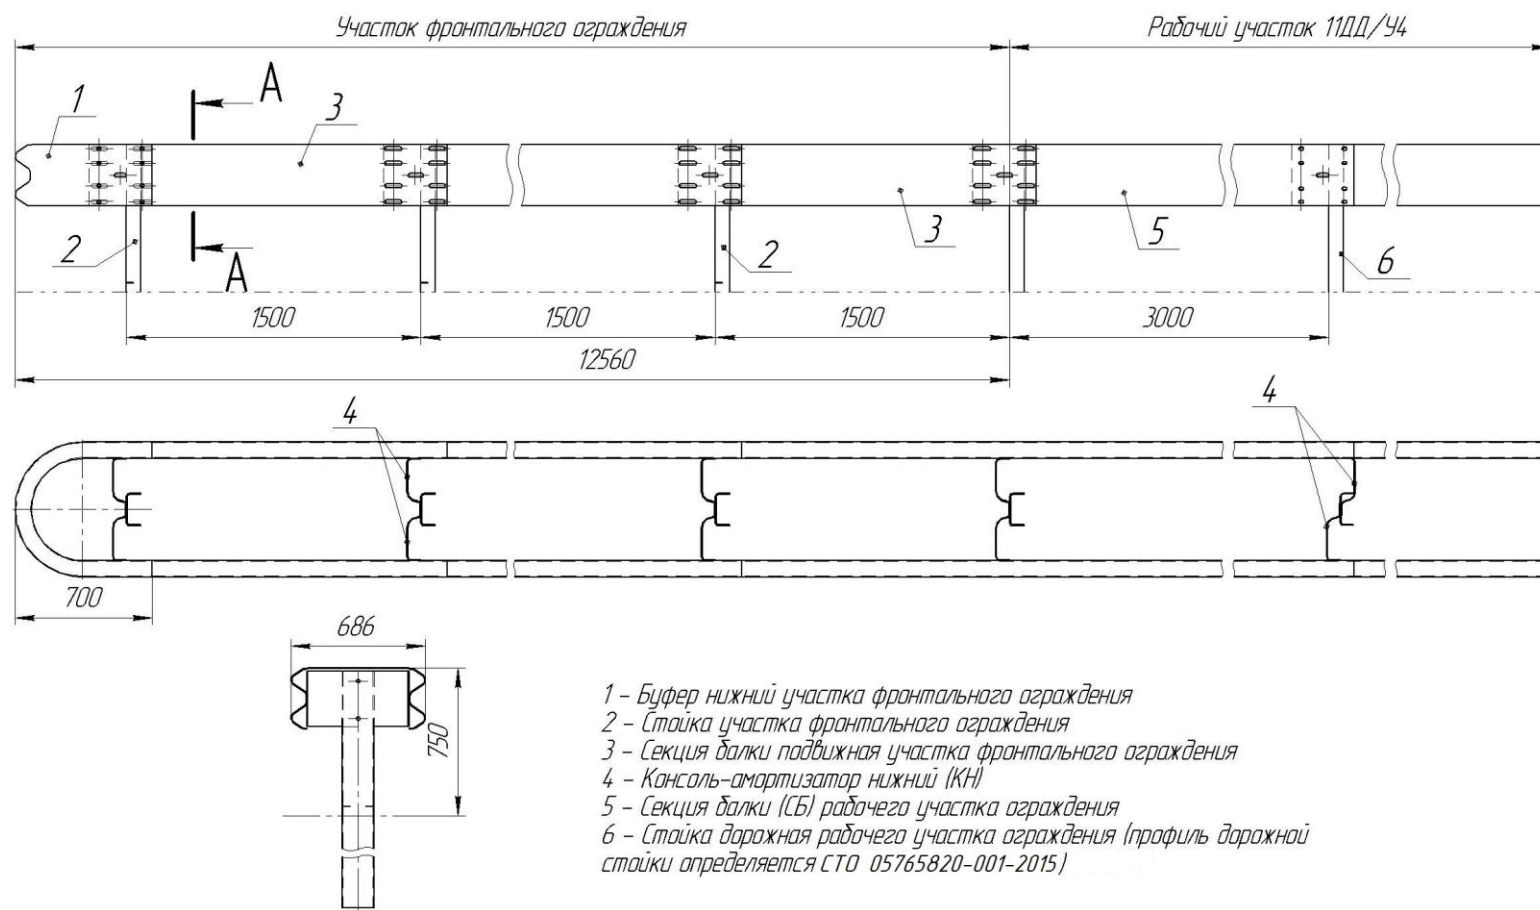 Участок фронтального ограждения
Рабочий участок 11ДД/У4
1
А
3
2
А
2
3
5
6
1500
1500
1500
3000
12560
4
4
700
686
750
1 – Буфер нижний участка фронтального ограждения
2 – Стойка участка фронтального ограждения
3 – Секция балки подвижная участка фронтального ограждения
4 – Консоль-амортизатор нижний (КН)
5 – Секция балки (СБ) рабочего участка ограждения
6 – Стойка дорожная рабочего участка ограждения (профиль дорожной
стойки определяется СТО 05765820-001-2015)